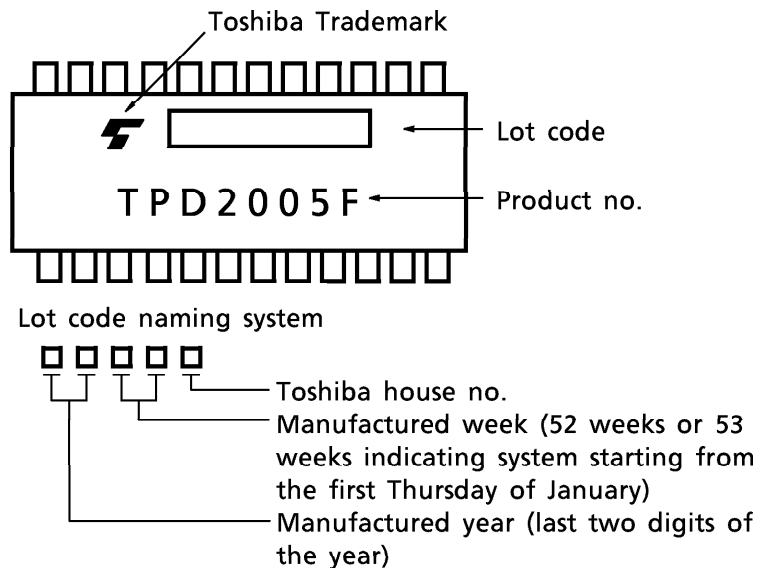 Toshiba Trademark
Lot code
TPD2005F
Product no.
Lot code naming system
Toshiba house no.
Manufactured week (52 weeks or 53
weeks indicating system starting from
the first Thursday of January)
Manufactured year (last two digits of
the year)